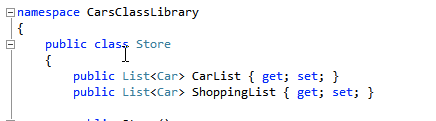 namespace CarsClassLibrary
{
public class Store
{
public List<Car> CarList { get; set; }
public List<Car> ShoppingList { get; set; }